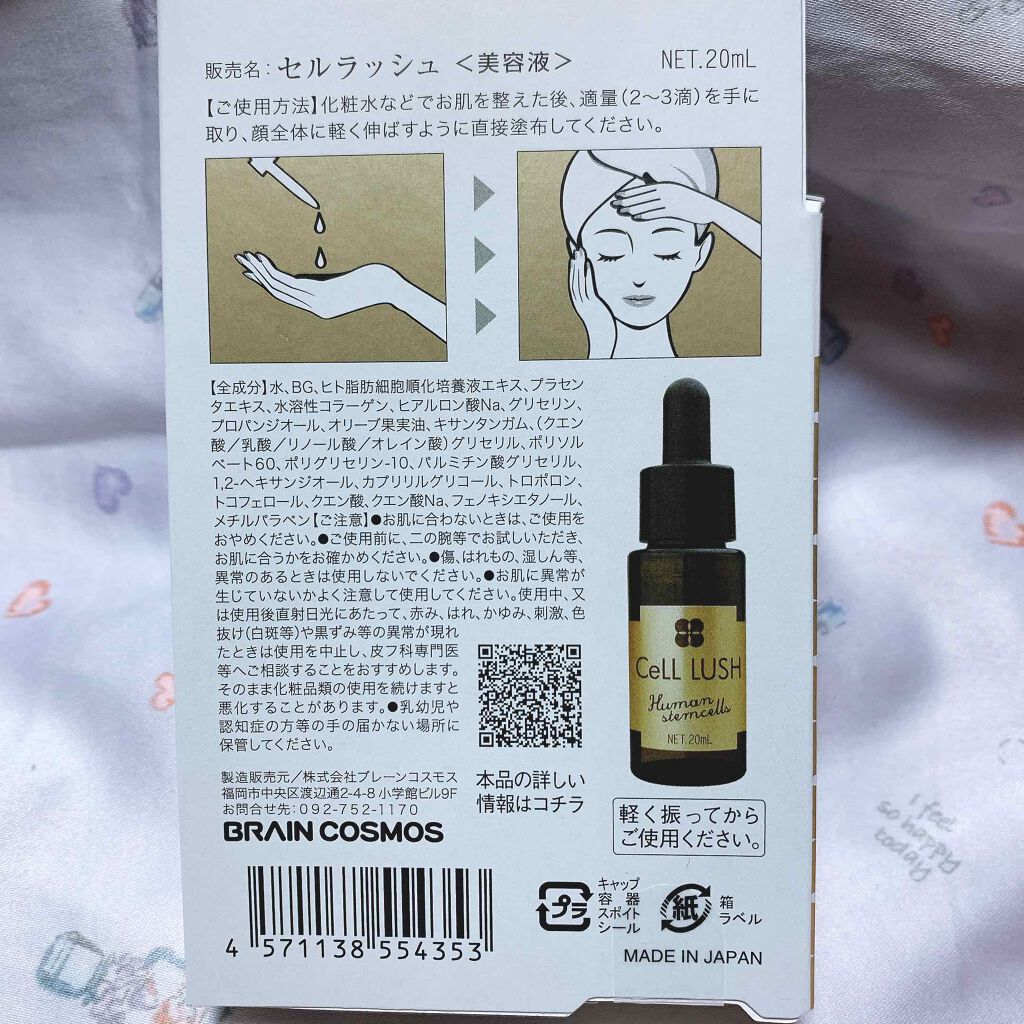 販売名：セルラッシュ ＜美容液＞ NET.20mL
【ご使用方法】化粧水などでお肌を整えた後、適量（2〜3滴）を手に
取り、顔全体に軽く伸ばすように直接塗布してください。
【全成分】水、BG、ヒト脂肪細胞順化培養液エキス、プラセン
タエキス、水溶性コラーゲン、ヒアルロン酸Na、グリセリン、
プロパンジオール、オリーブ果実油、キサンタンガム、（クエン
酸／乳酸／リノール酸／オレイン酸）グリセリル、ポリソル
ベート60、ポリグリセリン-10、パルミチン酸グリセリル、
1,2-ヘキサンジオール、カプリリルグリコール、トロポロン、
トコフェロール、クエン酸、クエン酸Na、フェノキシエタノール、
メチルパラベン【ご注意】●お肌に合わないときは、ご使用を
おやめください。●ご使用前に、二の腕等でお試しいただき、
お肌に合うかをお確かめください。●傷、はれもの、湿しん等、
異常のあるときは使用しないでください。●お肌に異常が
生じていないかよく注意して使用してください。使用中、又
は使用後直射日光にあたって、赤み、はれ、かゆみ、刺激、色
抜け（白斑等）や黒ずみ等の異常が現れ
たときは使用を中止し、皮フ科専門医
等へご相談することをおすすめします。
そのまま化粧品類の使用を続けますと
悪化することがあります。●乳幼児や
認知症の方等の手の届かない場所に
保管してください。
製造販売元／株式会社ブレーンコスモス
福岡市中央区渡辺通2-4-8 小学館ビル9F
お問合せ先：092-752-1170
BRAIN COSMOS
本品の詳しい
情報はコチラ
CeLL LUSH
Human
stemcells
NET.20mL
軽く振ってから
ご使用ください。
4 571138 554353
プラ
キャップ
容器
スポイト
シール
紙
箱
ラベル
MADE IN JAPAN
i feel
so happy
today